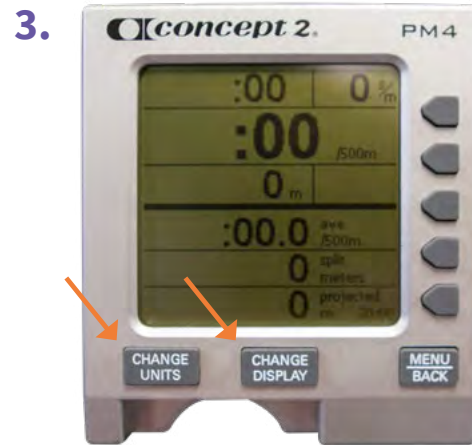 3.
concept 2. PM4
:00 0 s/m
:00 /500m
0 m
:00.0 ave /500m
0 split meters
0 projected
CHANGE UNITS
CHANGE DISPLAY
MENU BACK